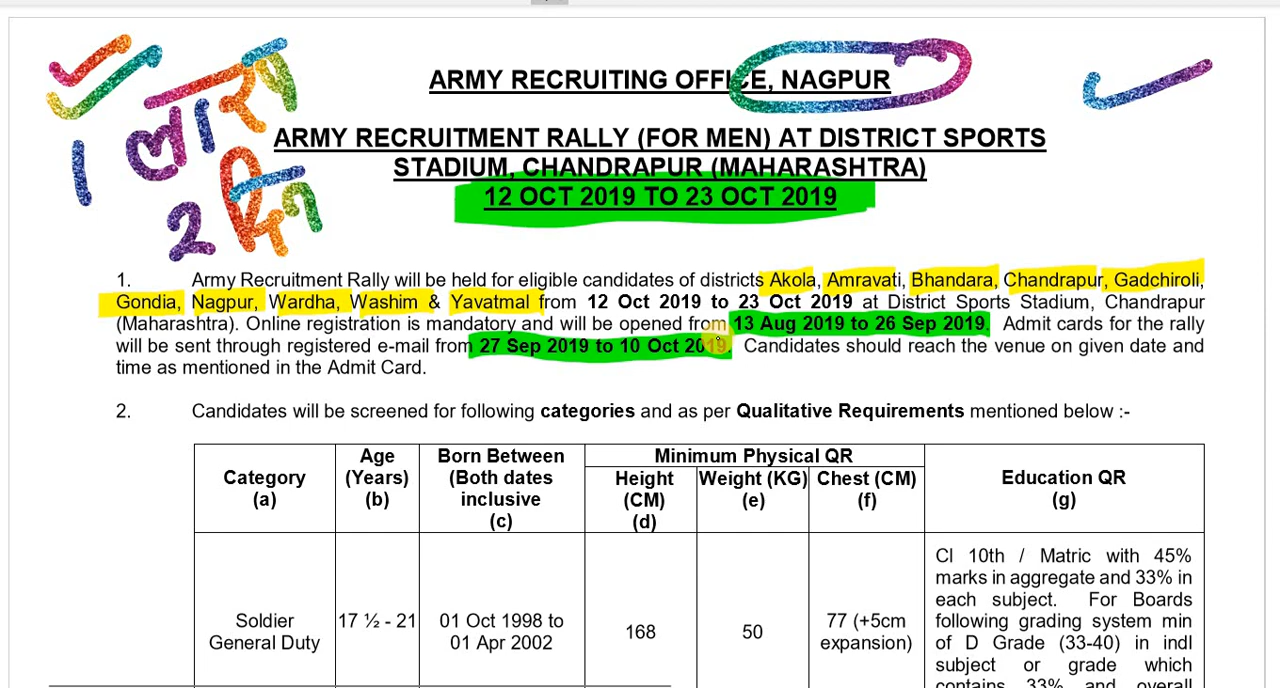 ARMY RECRUITING OFFICE, NAGPUR
1 लाख
2 दिन
ARMY RECRUITMENT RALLY (FOR MEN) AT DISTRICT SPORTS
STADIUM, CHANDRAPUR (MAHARASHTRA)
12 OCT 2019 TO 23 OCT 2019
1. Army Recruitment Rally will be held for eligible candidates of districts Akola, Amravati, Bhandara, Chandrapur, Gadchiroli,
Gondia, Nagpur, Wardha, Washim & Yavatmal from 12 Oct 2019 to 23 Oct 2019 at District Sports Stadium, Chandrapur
(Maharashtra). Online registration is mandatory and will be opened from 13 Aug 2019 to 26 Sep 2019. Admit cards for the rally
will be sent through registered e-mail from 27 Sep 2019 to 10 Oct 2019. Candidates should reach the venue on given date and
time as mentioned in the Admit Card.
2. Candidates will be screened for following categories and as per Qualitative Requirements mentioned below :-
Category
(a)
Age
(Years)
(b)
Born Between
(Both dates
inclusive
(c)
Minimum Physical QR
Height
(CM)
(d)
Weight (KG)
(e)
Chest (CM)
(f)
Education QR
(g)
Soldier
General Duty
17 ½ - 21
01 Oct 1998 to
01 Apr 2002
168
50
77 (+5cm
expansion)
Cl 10th / Matric with 45%
marks in aggregate and 33% in
each subject. For Boards
following grading system min
of D Grade (33-40) in indl
subject or grade which
contains 33% and overall